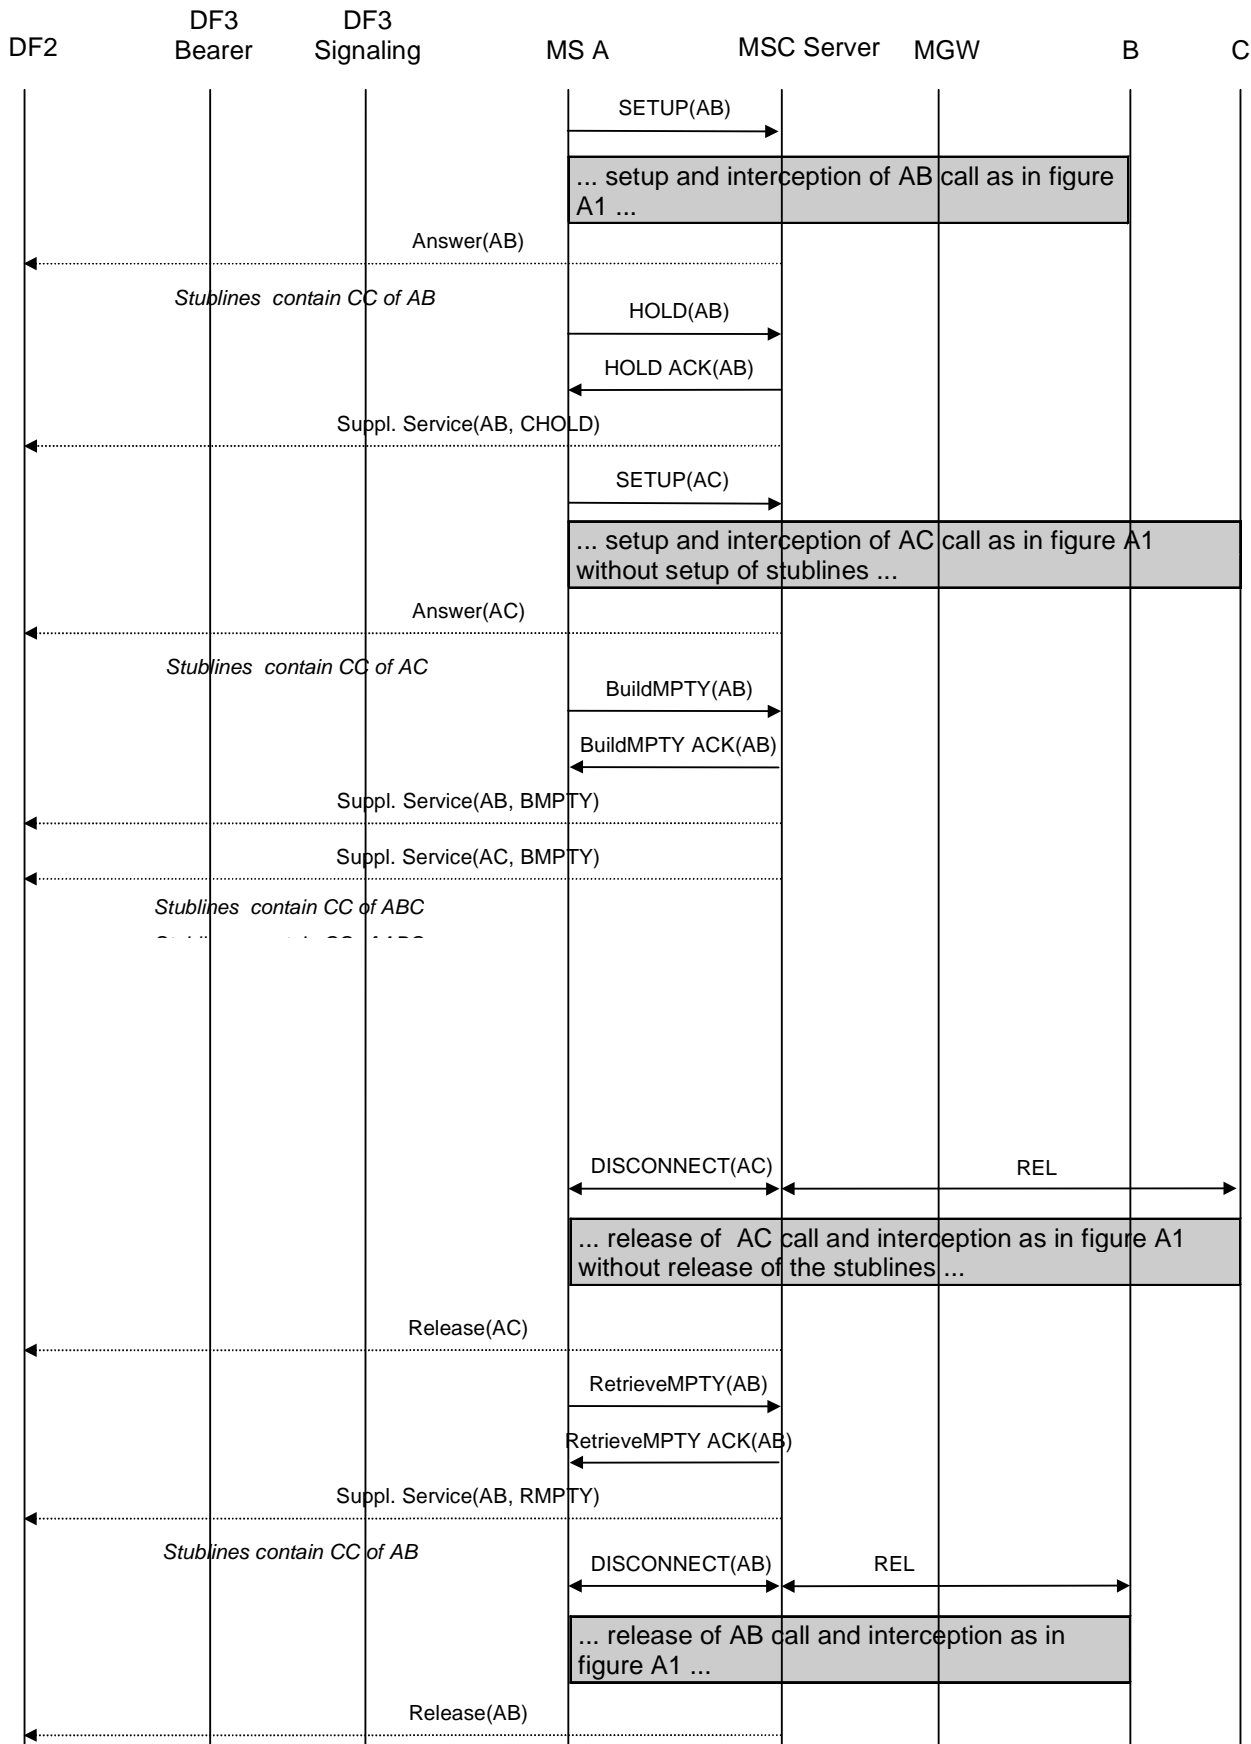 DF2
DF3
Bearer
DF3
Signaling
MS A
MSC Server
MGW
B
C
SETUP(AB)
... setup and interception of AB call as in figure
A1 ...
Answer(AB)
Stublines contain CC of AB
HOLD(AB)
HOLD ACK(AB)
Suppl. Service(AB, CHOLD)
SETUP(AC)
... setup and interception of AC call as in figure A1
without setup of stublines ...
Answer(AC)
Stublines contain CC of AC
BuildMPTY(AB)
BuildMPTY ACK(AB)
Suppl. Service(AB, BMPTY)
Suppl. Service(AC, BMPTY)
Stublines contain CC of ABC
DISCONNECT(AC)
REL
... release of AC call and interception as in figure A1
without release of the stublines ...
Release(AC)
RetrieveMPTY(AB)
RetrieveMPTY ACK(AB)
Suppl. Service(AB, RMPTY)
Stublines contain CC of AB
DISCONNECT(AB)
REL
... release of AB call and interception as in
figure A1 ...
Release(AB)